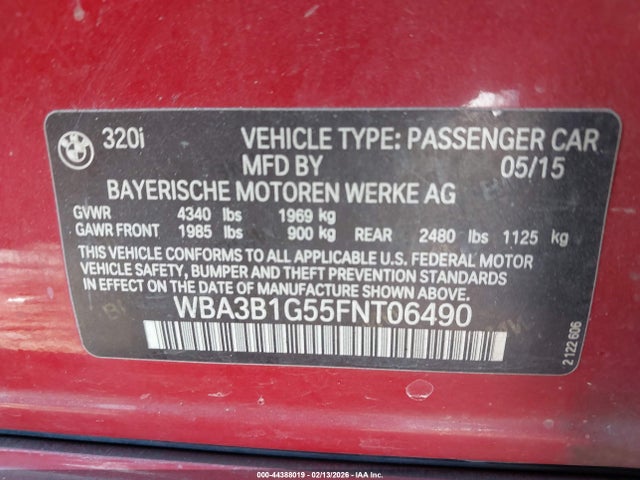 320i VEHICLE TYPE: PASSENGER CAR
MFD BY 05/15
BAYERISCHE MOTOREN WERKE AG
GVWR 4340 lbs 1969 kg
GAWR FRONT 1985 lbs 900 kg REAR 2480 lbs 1125 kg
THIS VEHICLE CONFORMS TO ALL APPLICABLE U.S. FEDERAL MOTOR
VEHICLE SAFETY, BUMPER AND THEFT PREVENTION STANDARDS
IN EFFECT ON THE DATE OF MANUFACTURE SHOWN ABOVE.
WBA3B1G55FNT06490
2 122 606
000-44388019 - 02/13/2026 - IAA, Inc.